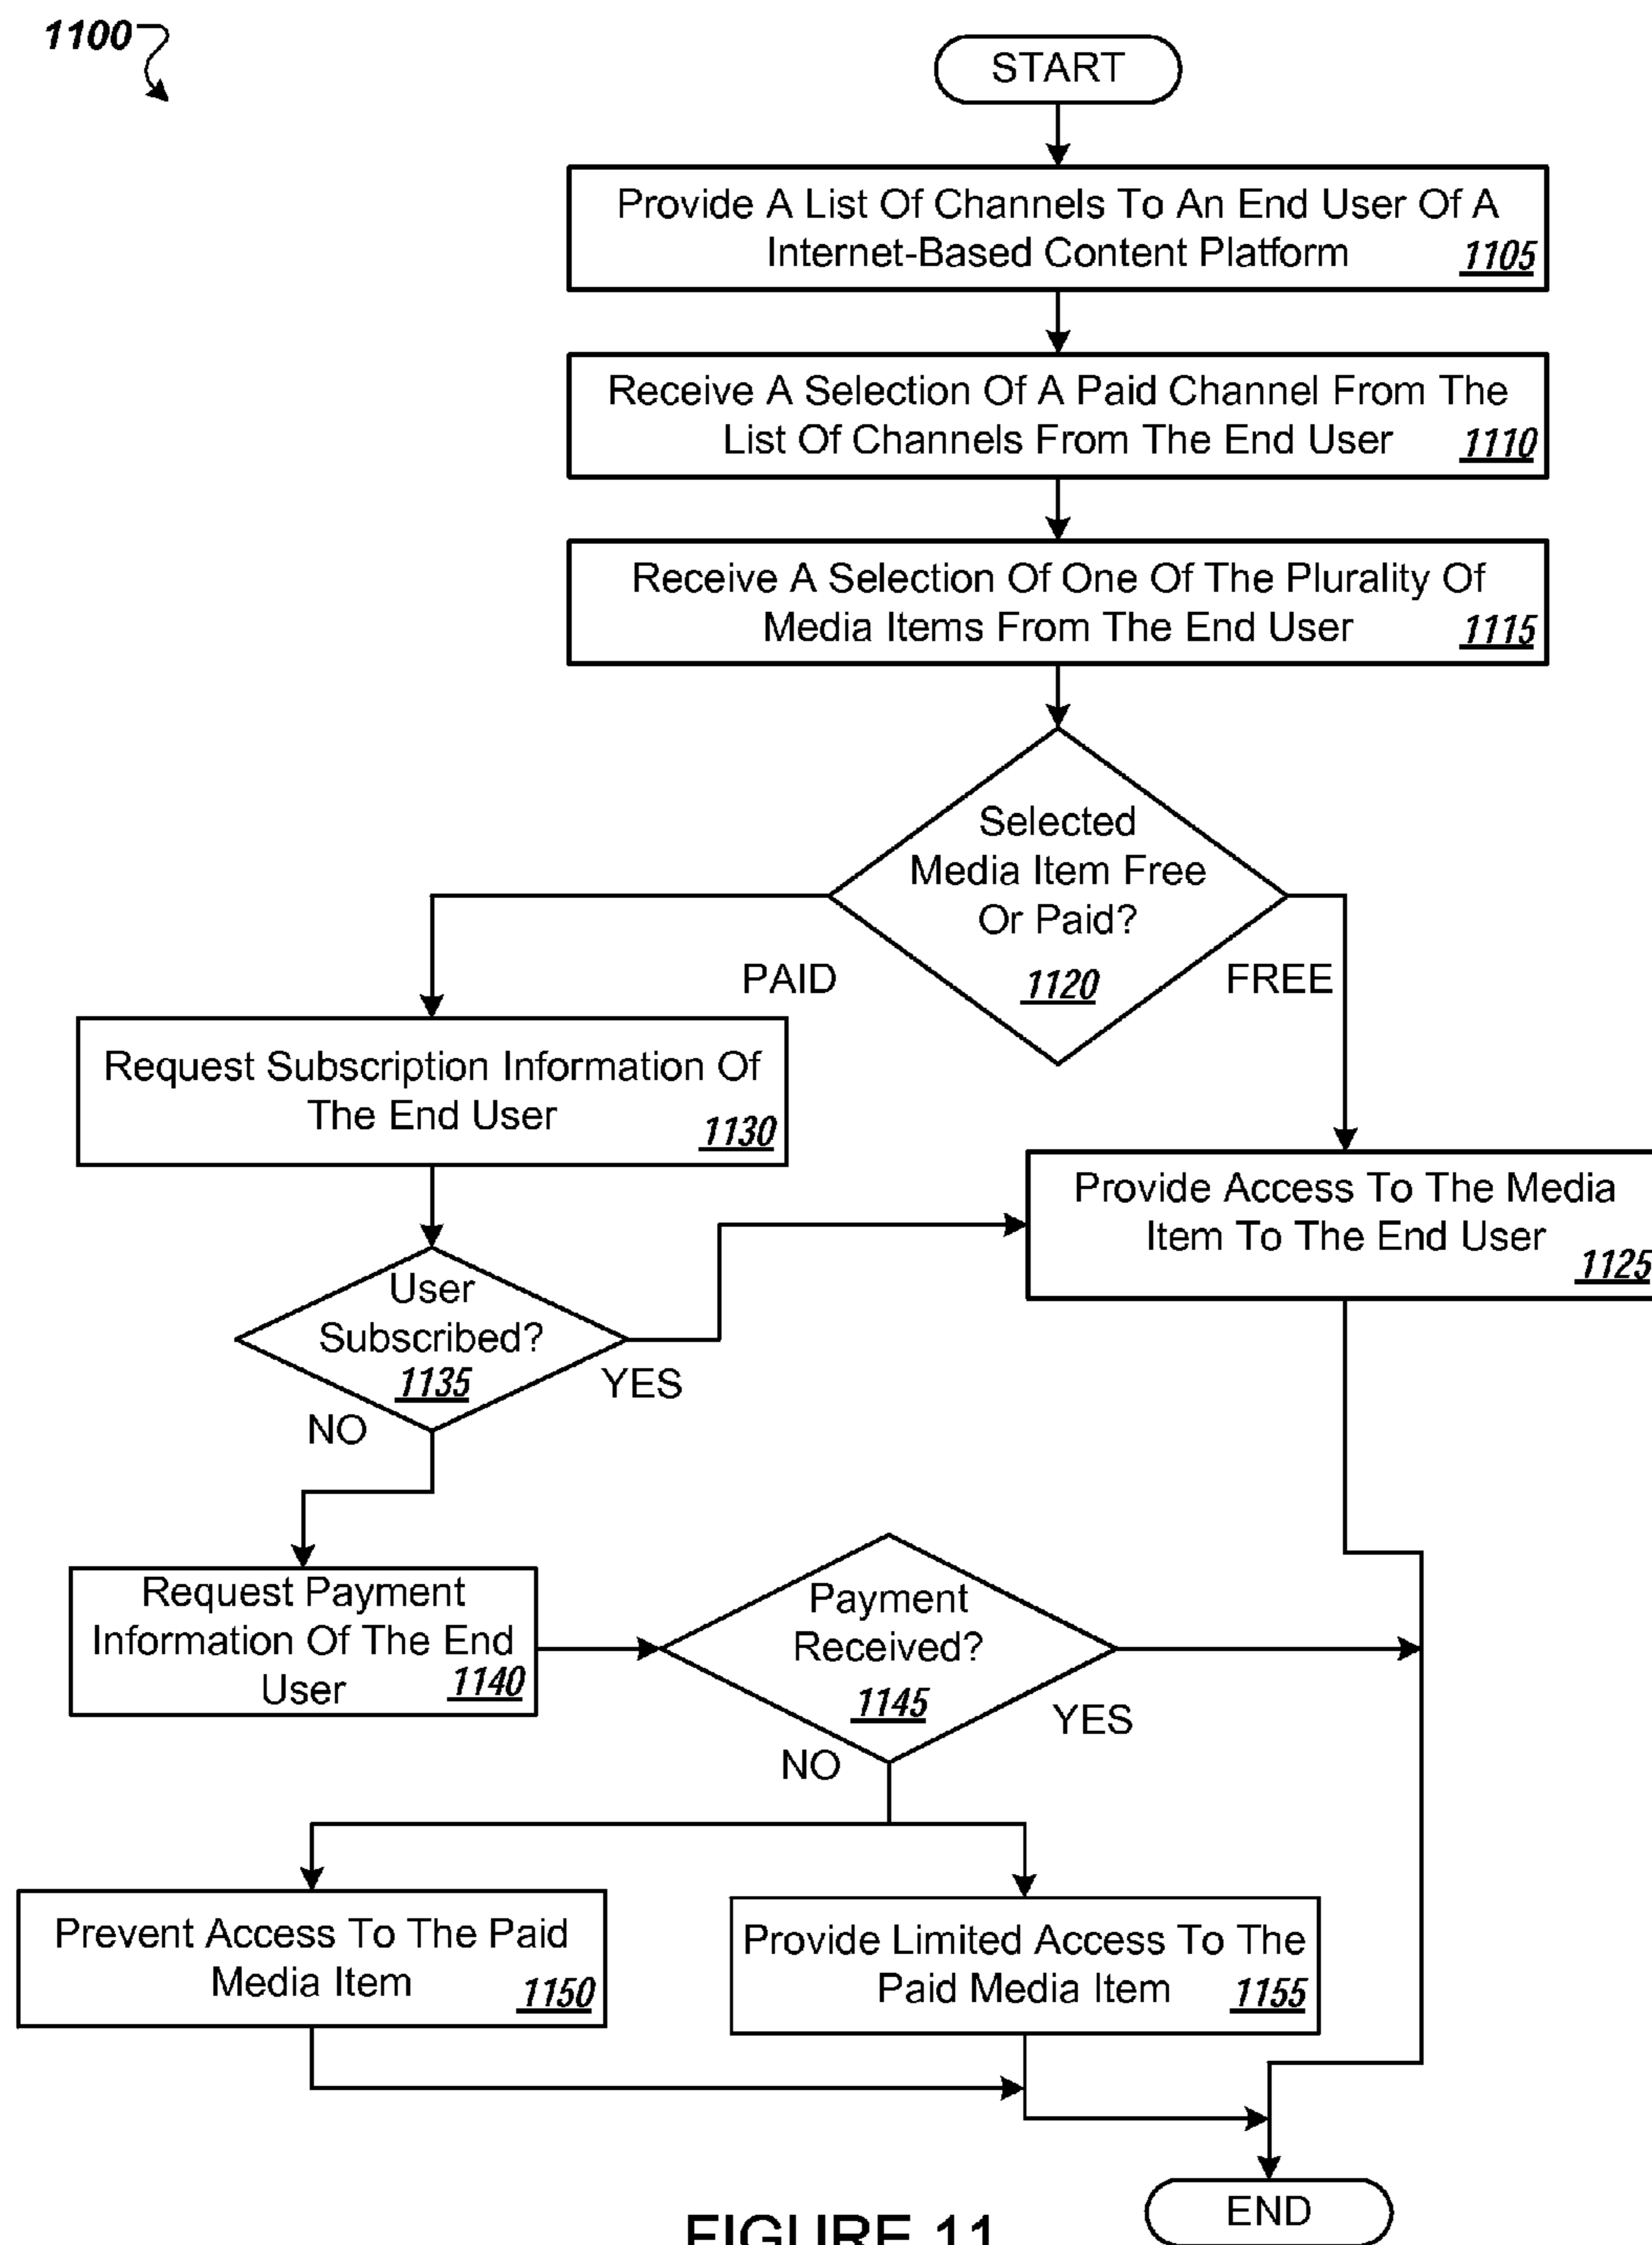 1100
START
Provide A List Of Channels To An End User Of A
Internet-Based Content Platform 1105
Receive A Selection Of A Paid Channel From The
List Of Channels From The End User 1110
Receive A Selection Of One Of The Plurality Of
Media Items From The End User 1115
Selected
Media Item Free
Or Paid?
1120
PAID
FREE
Request Subscription Information Of
The End User 1130
Provide Access To The Media
Item To The End User 1125
User
Subscribed?
1135
YES
NO
Request Payment
Information Of The End
User 1140
Payment
Received?
1145
YES
NO
Prevent Access To The Paid
Media Item 1150
Provide Limited Access To The
Paid Media Item 1155
END
FIGURE 11